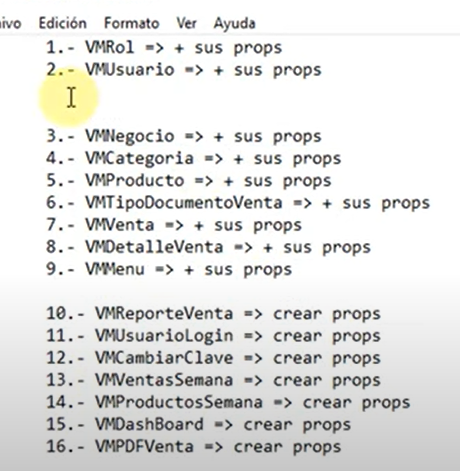 Edición Formato Ver Ayuda
1.- VMRol => + sus props
2.- VMUsuario => + sus props
3.- VMNegocio => + sus props
4.- VMCategoria => + sus props
5.- VMProducto => + sus props
6.- VMTipoDocumentoVenta => + sus props
7.- VMVenta => + sus props
8.- VMDetalleVenta => + sus props
9.- VMMenu => + sus props
10.- VMReporteVenta => crear props
11.- VMUsuarioLogin => crear props
12.- VMCambiarClave => crear props
13.- VMVentasSemana => crear props
14.- VMProductosSemana => crear props
15.- VMDashBoard => crear props
16.- VMPDFVenta => crear props